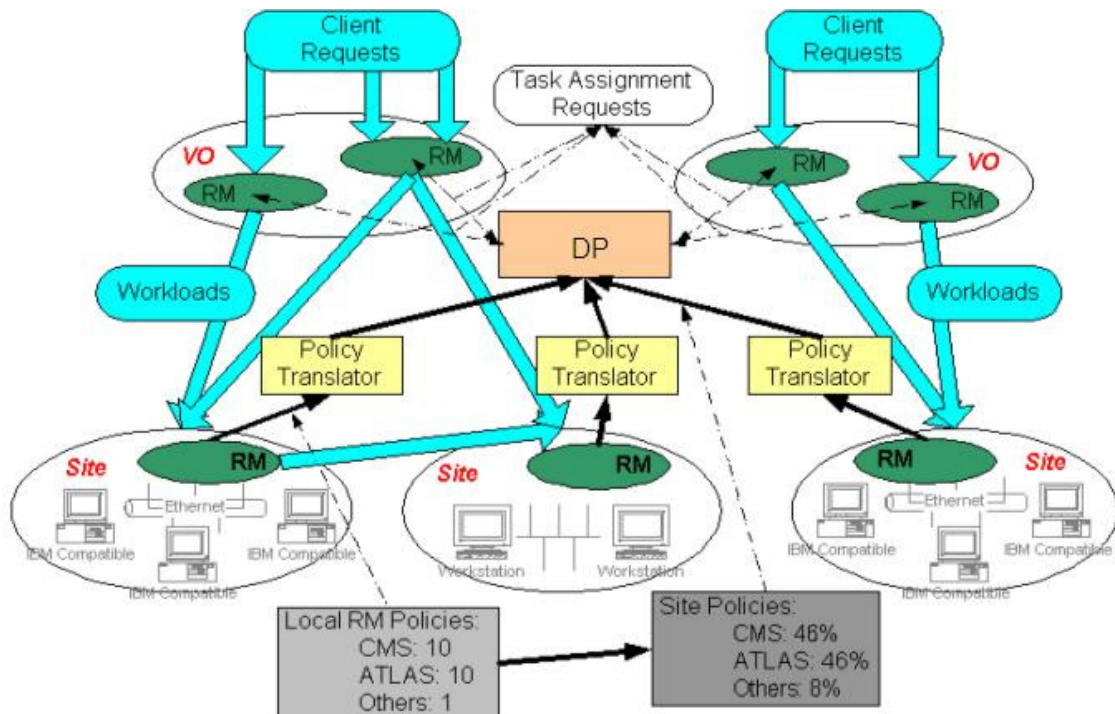 Client
Requests
Client
Requests
Task Assignment
Requests
VO
RM
RM
RM
VO
RM
DP
Workloads
Workloads
Policy
Translator
Policy
Translator
Policy
Translator
Site
RM
Ethernet
IBM Compatible
IBM Compatible
IBM Compatible
Site
RM
Workstation
Workstation
RM
Site
Ethernet
IBM Compatible
IBM Compatible
IBM Compatible
Local RM Policies:
CMS: 10
ATLAS: 10
Others: 1
Site Policies:
CMS: 46%
ATLAS: 46%
Others: 8%